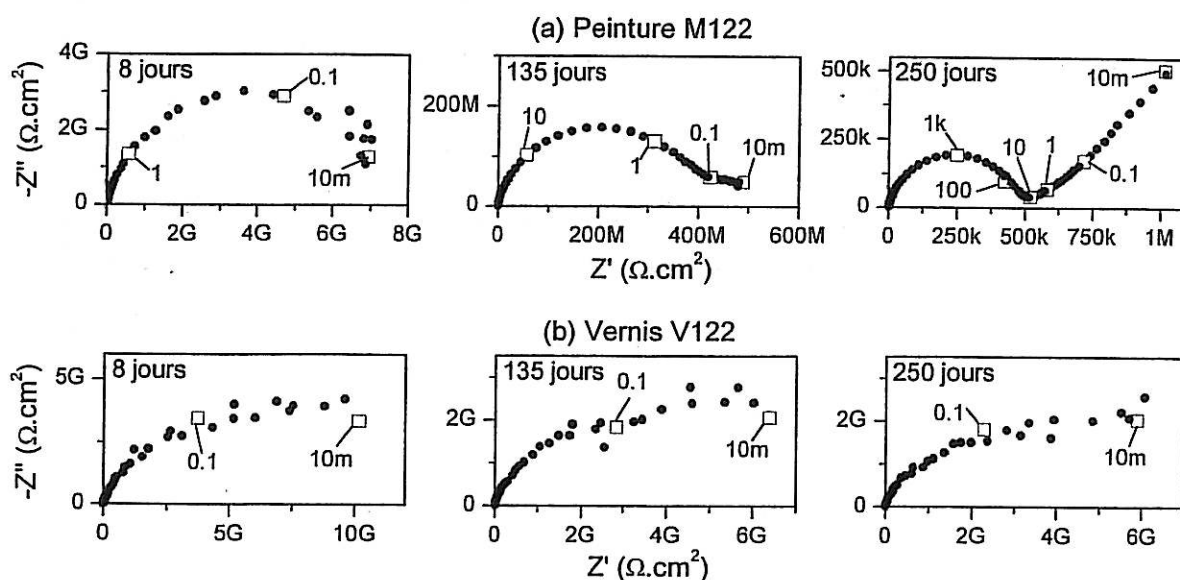 (a) Peinture M122
-Z'' (Ω.cm²)
4G
2G
0
8 jours
0.1
1
10m
0
2G
4G
6G
8G
200M
0
135 jours
10
1
0.1
10m
0
200M
400M
600M
Z' (Ω.cm²)
500k
250k
0
250 jours
10m
1k
10
1
100
0.1
0
250k
500k
750k
1M
(b) Vernis V122
-Z'' (Ω.cm²)
5G
0
8 jours
0.1
10m
0
5G
10G
2G
0
135 jours
0.1
10m
0
2G
4G
6G
Z' (Ω.cm²)
2G
0
250 jours
0.1
10m
0
2G
4G
6G